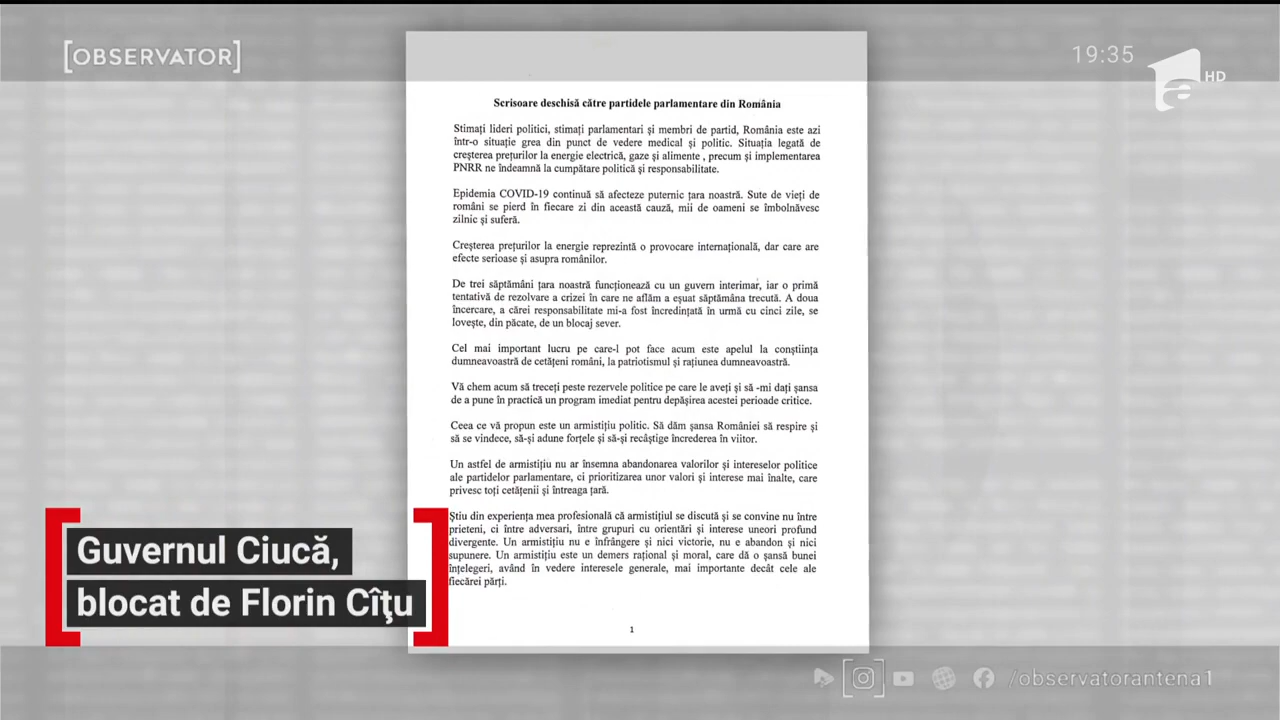 [OBSERVATOR]
19:35
HD
Scrisoare deschisă către partidele parlamentare din România
Stimați lideri politici, stimați parlamentari și membri de partid, România este azi
într-o situație grea din punct de vedere medical și politic. Situația legată de
creșterea prețurilor la energie electrică, gaze și alimente , precum și implementarea
PNRR ne îndeamnă la cumpătare politică și responsabilitate.
Epidemia COVID-19 continuă să afecteze puternic țara noastră. Sute de vieți de
români se pierd în fiecare zi din această cauză, mii de oameni se îmbolnăvesc
zilnic și suferă.
Creșterea prețurilor la energie reprezintă o provocare internațională, dar care are
efecte serioase și asupra românilor.
De trei săptămâni țara noastră funcționează cu un guvern interimar, iar o primă
tentativă de rezolvare a crizei în care ne aflăm a eșuat săptămâna trecută. A doua
încercare, a cărei responsabilitate mi-a fost încredințată în urmă cu cinci zile, se
lovește, din păcate, de un blocaj sever.
Cel mai important lucru pe care-l pot face acum este apelul la conștiința
dumneavoastră de cetățeni români, la patriotismul și rațiunea dumneavoastră.
Vă chem acum să treceți peste rezervele politice pe care le aveți și să -mi dați șansa
de a pune în practică un program imediat pentru depășirea acestei perioade critice.
Ceea ce vă propun este un armistițiu politic. Să dăm șansa României să respire și
să se vindece, să-și adune forțele și să-și recâștige încrederea în viitor.
Un astfel de armistițiu nu ar însemna abandonarea valorilor și intereselor politice
ale partidelor parlamentare, ci prioritizarea unor valori și interese mai înalte, care
privesc toți cetățenii și întreaga țară.
Știu din experiența mea profesională că armistițiul se discută și se convine nu între
prieteni, ci între adversari, între grupuri cu orientări și interese uneori profund
divergente. Un armistițiu nu e înfrângere și nici victorie, nu e abandon și nici
supunere. Un armistițiu este un demers rațional și moral, care dă o șansă bunei
înțelegeri, având în vedere interesele generale, mai importante decât cele ale
fiecărei părți.
1
Guvernul Ciucă,
blocat de Florin Cîţu
/observatorantena1